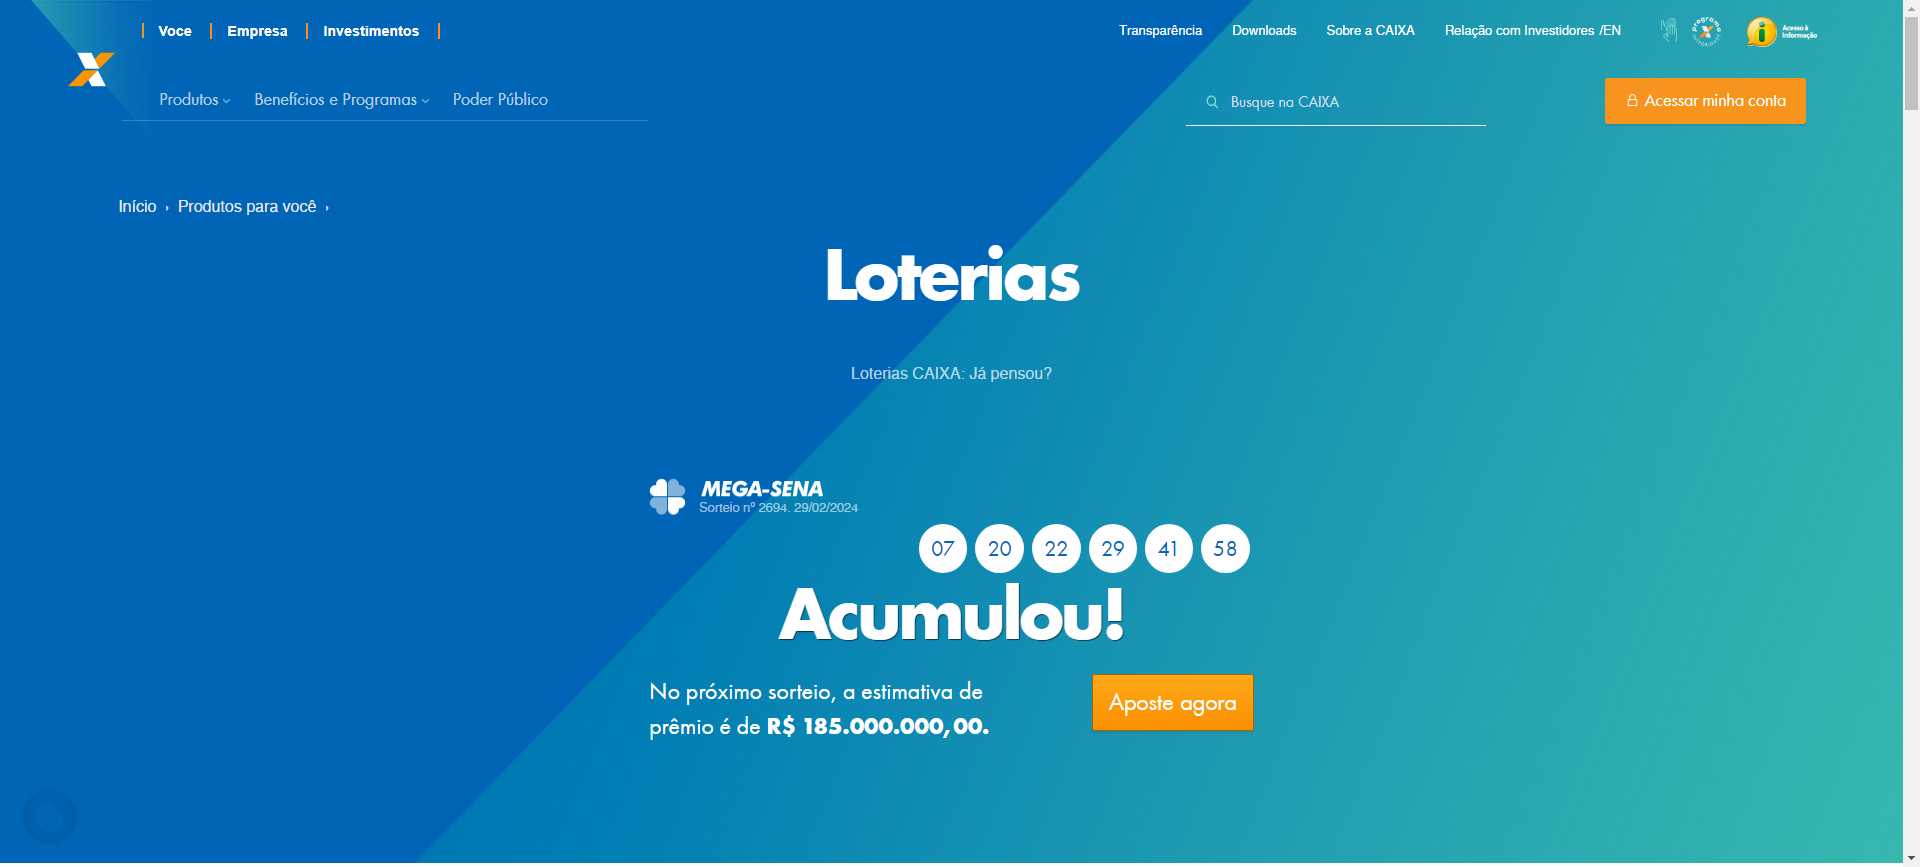 Voce Empresa Investimentos
Transparência Downloads Sobre a CAIXA Relação com Investidores /EN
Acesso à
Informação
Produtos Benefícios e Programas Poder Público
Busque na CAIXA
Acessar minha conta
Início › Produtos para você ›
Loterias
Loterias CAIXA: Já pensou?
MEGA-SENA
Sorteio nº 2694. 29/02/2024
07 20 22 29 41 58
Acumulou!
No próximo sorteio, a estimativa de
prêmio é de R$ 185.000.000,00.
Aposte agora